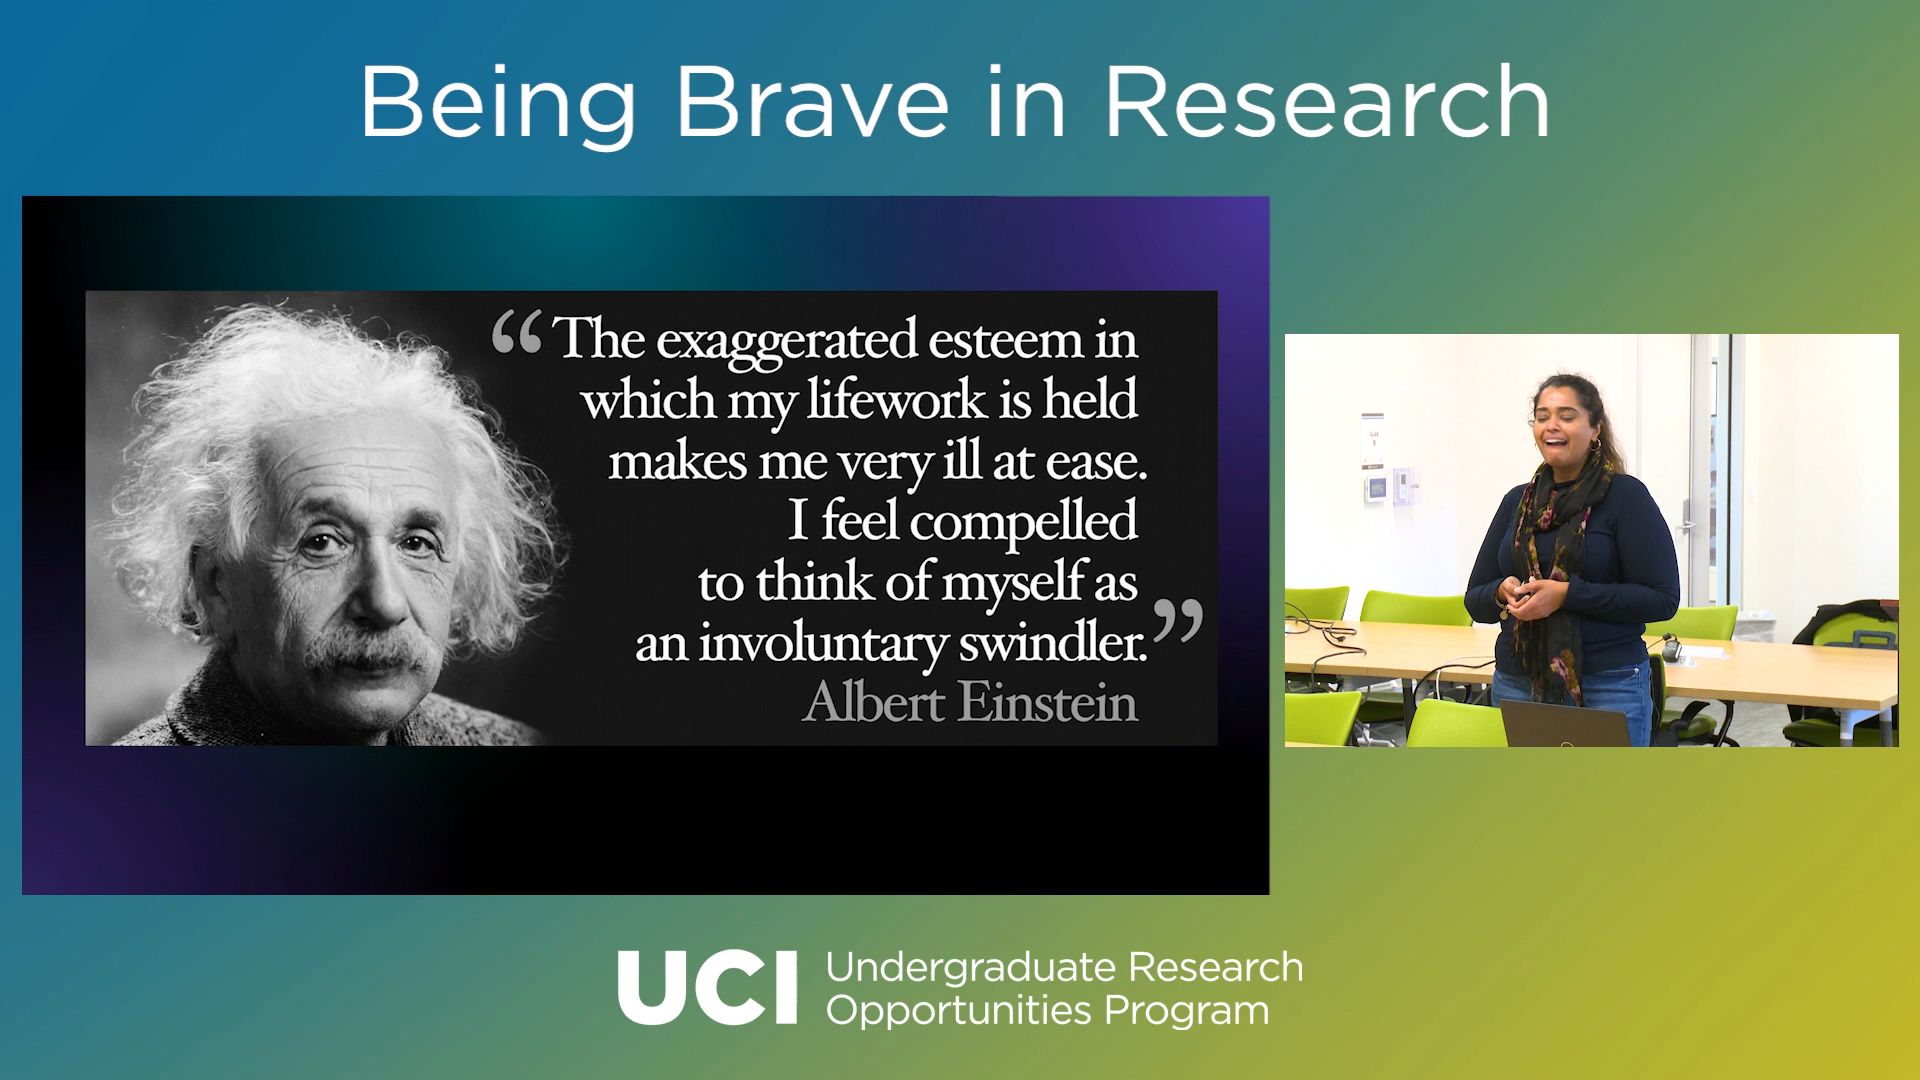 Being Brave in Research
“The exaggerated esteem in
which my lifework is held
makes me very ill at ease.
I feel compelled
to think of myself as
an involuntary swindler.”
Albert Einstein
UCI Undergraduate Research
Opportunities Program